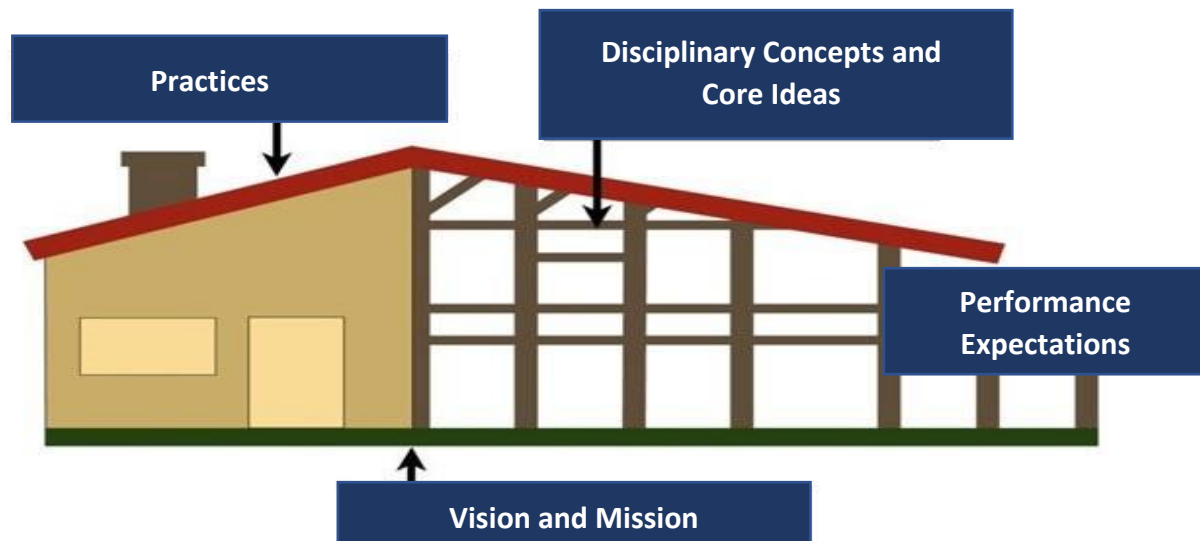 Practices
Disciplinary Concepts and
Core Ideas
Performance
Expectations
Vision and Mission